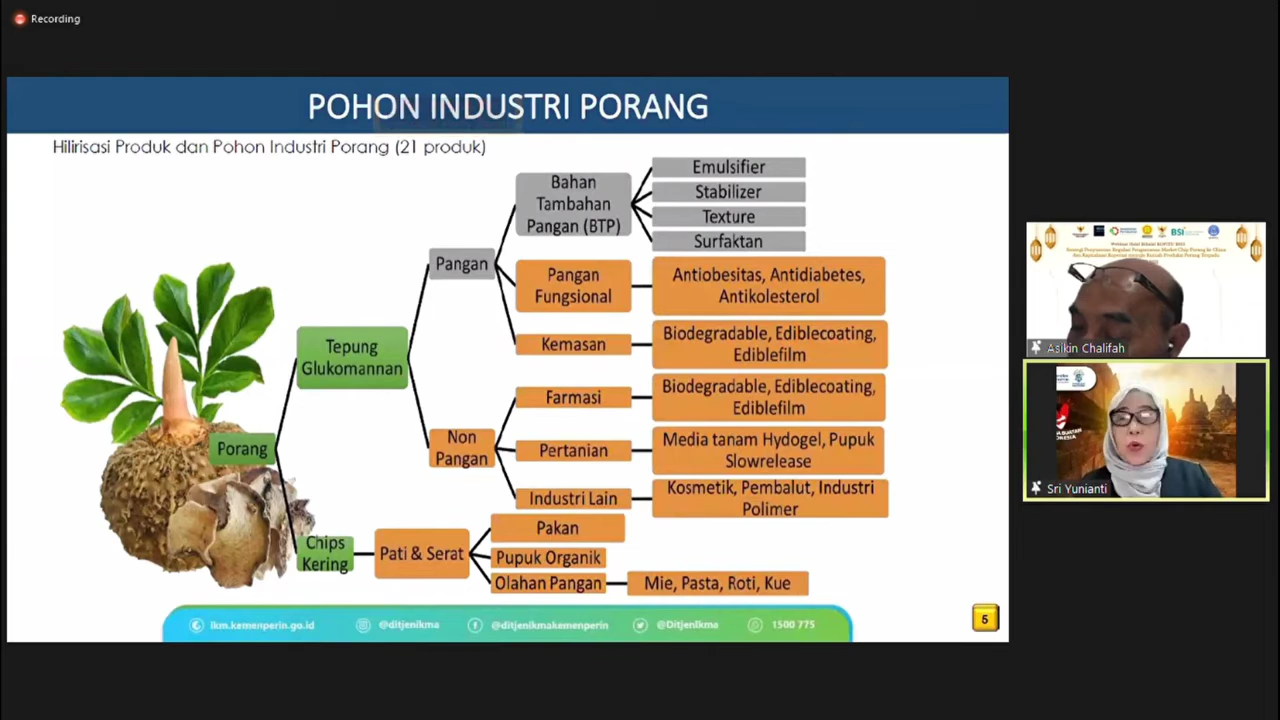 Recording
POHON INDUSTRI PORANG
Hilirisasi Produk dan Pohon Industri Porang (21 produk)
Porang
Tepung
Glukomannan
Chips
Kering
Pangan
Non
Pangan
Pati & Serat
Bahan
Tambahan
Pangan (BTP)
Emulsifier
Stabilizer
Texture
Surfaktan
Pangan
Fungsional
Antiobesitas, Antidiabetes,
Antikolesterol
Kemasan
Biodegradable, Ediblecoating,
Ediblefilm
Farmasi
Biodegradable, Ediblecoating,
Ediblefilm
Pertanian
Media tanam Hydogel, Pupuk
Slowrelease
Industri Lain
Kosmetik, Pembalut, Industri
Polimer
Pakan
Pupuk Organik
Olahan Pangan
Mie, Pasta, Roti, Kue
ikm.kemenperin.go.id
@ditjenikma
@ditjenikmakemenperin
@Ditjenikma
1500 775
5
BSI
Asikin Chalifah
Sri Yunianti